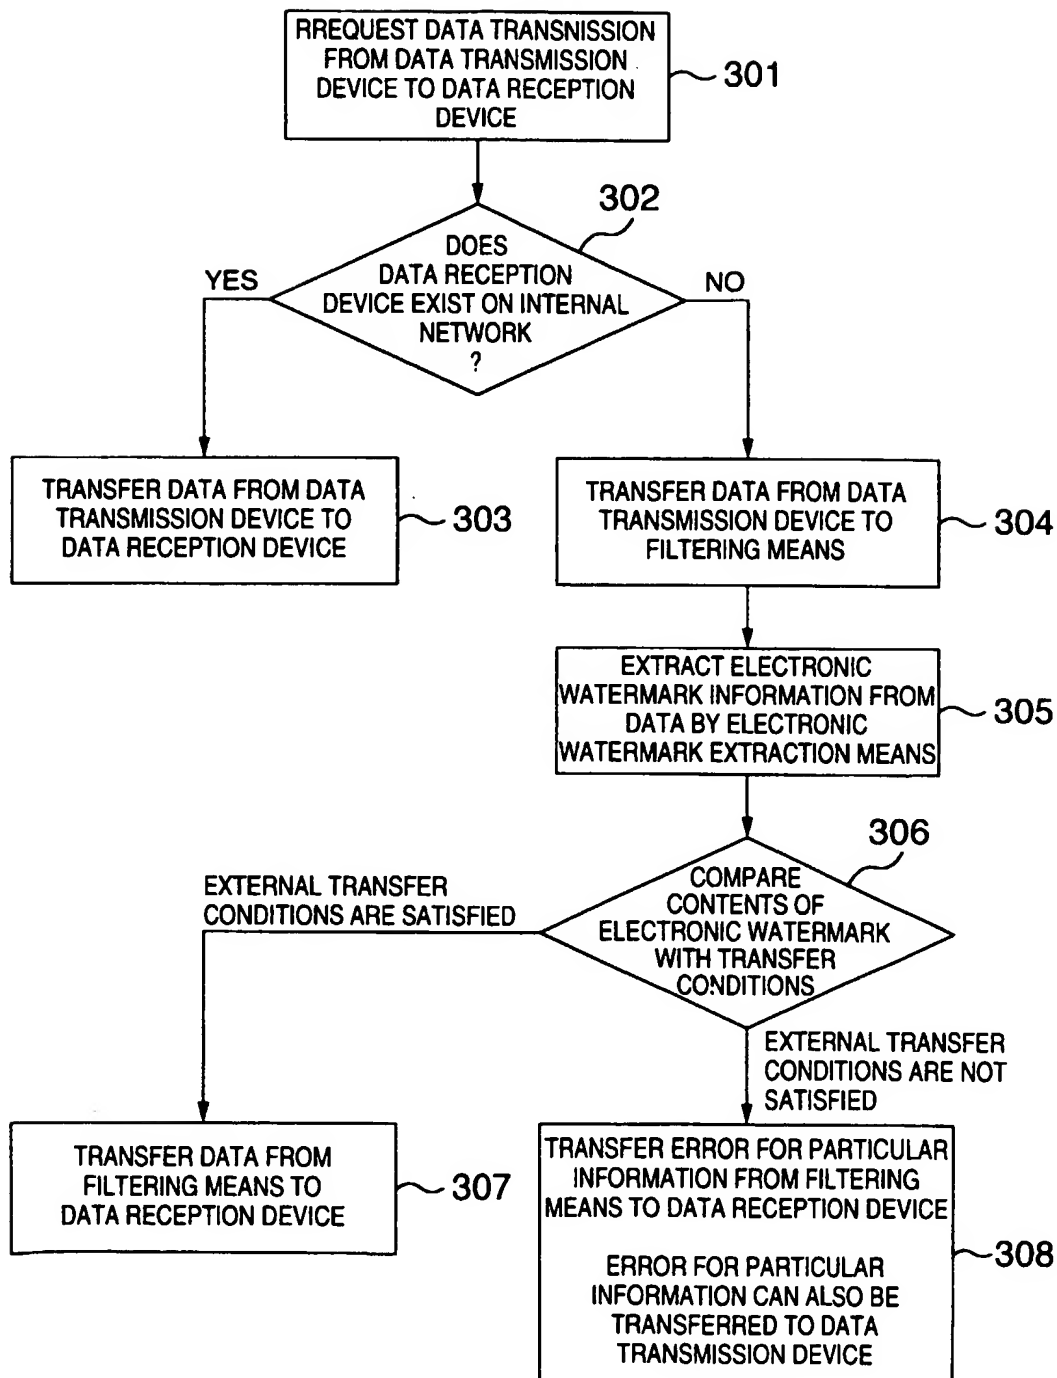 RREQUEST DATA TRANSNISSION
FROM DATA TRANSMISSION
DEVICE TO DATA RECEPTION
DEVICE
301
302
DOES
DATA RECEPTION
DEVICE EXIST ON INTERNAL
NETWORK
?
YES
NO
TRANSFER DATA FROM DATA
TRANSMISSION DEVICE TO
DATA RECEPTION DEVICE
303
TRANSFER DATA FROM DATA
TRANSMISSION DEVICE TO
FILTERING MEANS
304
EXTRACT ELECTRONIC
WATERMARK INFORMATION FROM
DATA BY ELECTRONIC
WATERMARK EXTRACTION MEANS
305
306
COMPARE
CONTENTS OF
ELECTRONIC WATERMARK
WITH TRANSFER
CONDITIONS
EXTERNAL TRANSFER
CONDITIONS ARE SATISFIED
EXTERNAL TRANSFER
CONDITIONS ARE NOT
SATISFIED
TRANSFER DATA FROM
FILTERING MEANS TO
DATA RECEPTION DEVICE
307
TRANSFER ERROR FOR PARTICULAR
INFORMATION FROM FILTERING
MEANS TO DATA RECEPTION DEVICE
ERROR FOR PARTICULAR
INFORMATION CAN ALSO BE
TRANSFERRED TO DATA
TRANSMISSION DEVICE
308